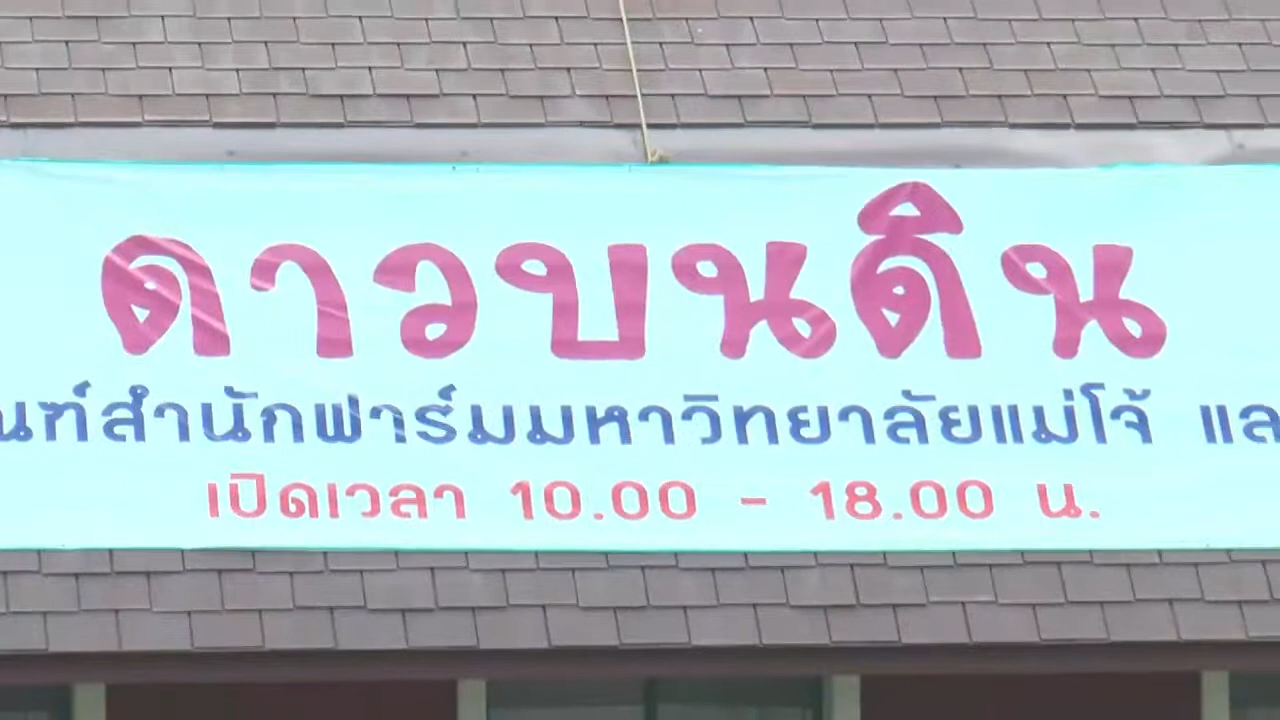 ดาวบนดิน
ณฑ์สำนักฟาร์มมหาวิทยาลัยแม่โจ้ แล
เปิดเวลา 10.00 - 18.00 น.